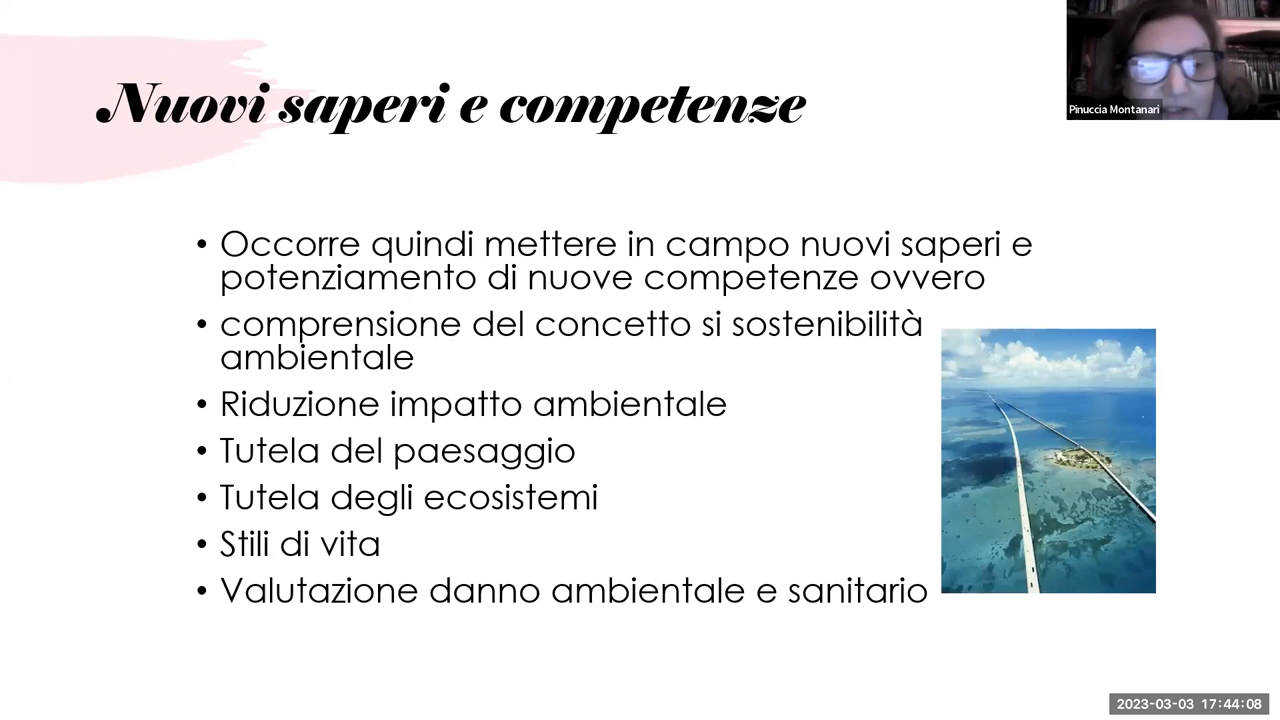 Nuovi saperi e competenze
Pinuccia Montanari
• Occorre quindi mettere in campo nuovi saperi e
potenziamento di nuove competenze ovvero
• comprensione del concetto si sostenibilità
ambientale
• Riduzione impatto ambientale
• Tutela del paesaggio
• Tutela degli ecosistemi
• Stili di vita
• Valutazione danno ambientale e sanitario
2023-03-03 17:44:08